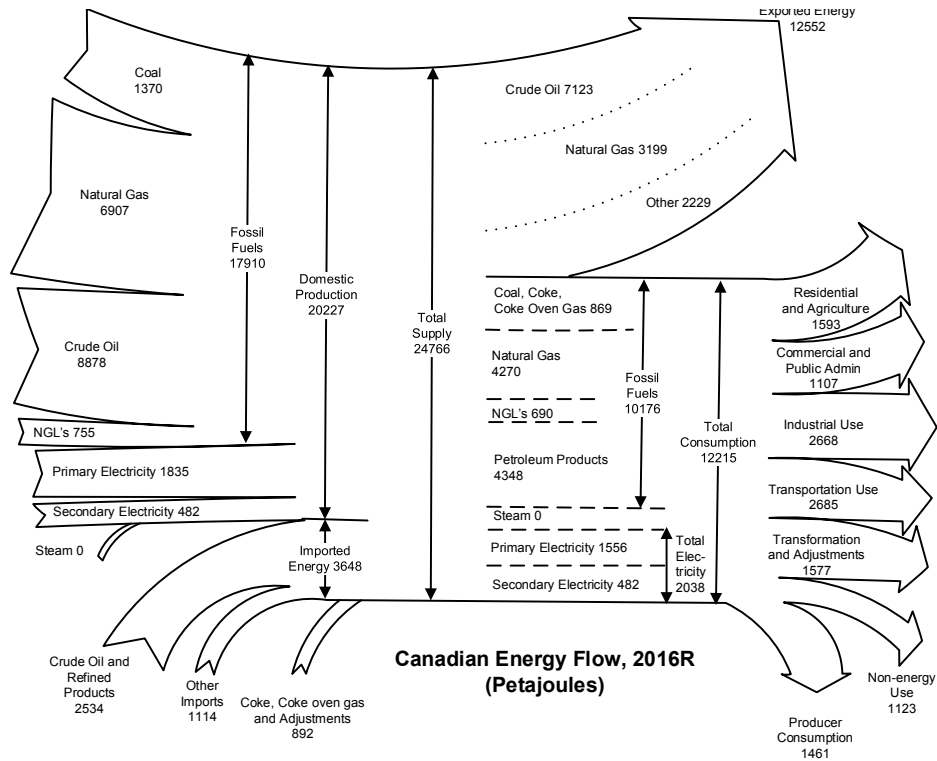 Exported Energy
12552
Coal
1370
Crude Oil 7123
Natural Gas 3199
Natural Gas
6907
Other 2229
Fossil
Fuels
17910
Domestic
Production
20227
Total
Supply
24766
Coal, Coke,
Coke Oven Gas 869
Residential
and Agriculture
1593
Crude Oil
8878
Natural Gas
4270
Commercial and
Public Admin
1107
Fossil
Fuels
10176
NGL's 690
Total
Consumption
12215
Industrial Use
2668
NGL's 755
Petroleum Products
4348
Primary Electricity 1835
Transportation Use
2685
Secondary Electricity 482
Steam 0
Steam 0
Imported
Energy 3648
Primary Electricity 1556
Total
Elec-
tricity
2038
Transformation
and Adjustments
1577
Secondary Electricity 482
Canadian Energy Flow, 2016R
(Petajoules)
Crude Oil and
Refined
Products
2534
Other
Imports
1114
Coke, Coke oven gas
and Adjustments
892
Non-energy
Use
1123
Producer
Consumption
1461